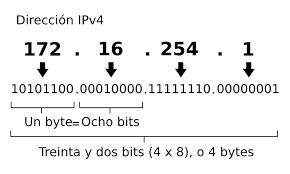 Dirección IPv4
172 . 16 . 254 . 1
10101100.00010000.11111110.00000001
Un byte=Ocho bits
Treinta y dos bits (4 x 8), o 4 bytes